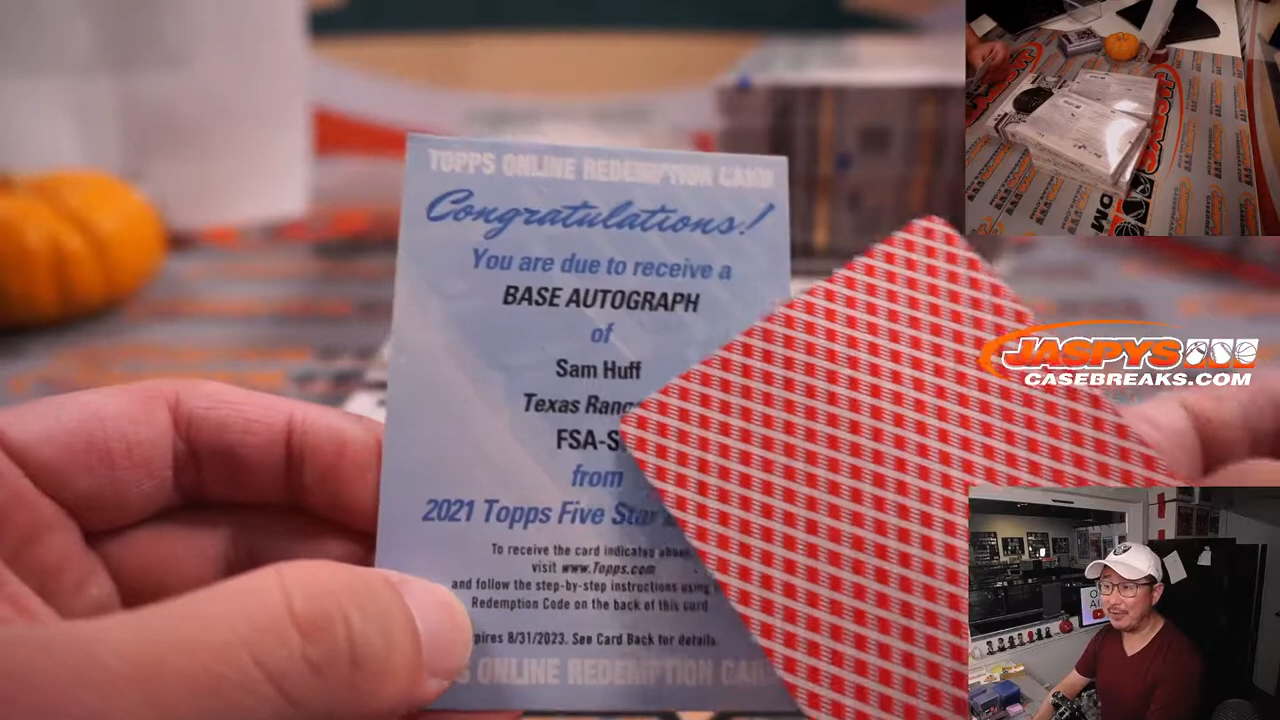 TOPPS ONLINE REDEMPTION CARD
Congratulations!
You are due to receive a
BASE AUTOGRAPH
of
Sam Huff
Texas Rang
FSA-S
from
2021 Topps Five Star
To receive the card indicated above
visit www.Topps.com
and follow the step-by-step instructions using
Redemption Code on the back of this card
pires 8/31/2023. See Card Back for details.
S ONLINE REDEMPTION CAR
JASPYS
CASEBREAKS.COM